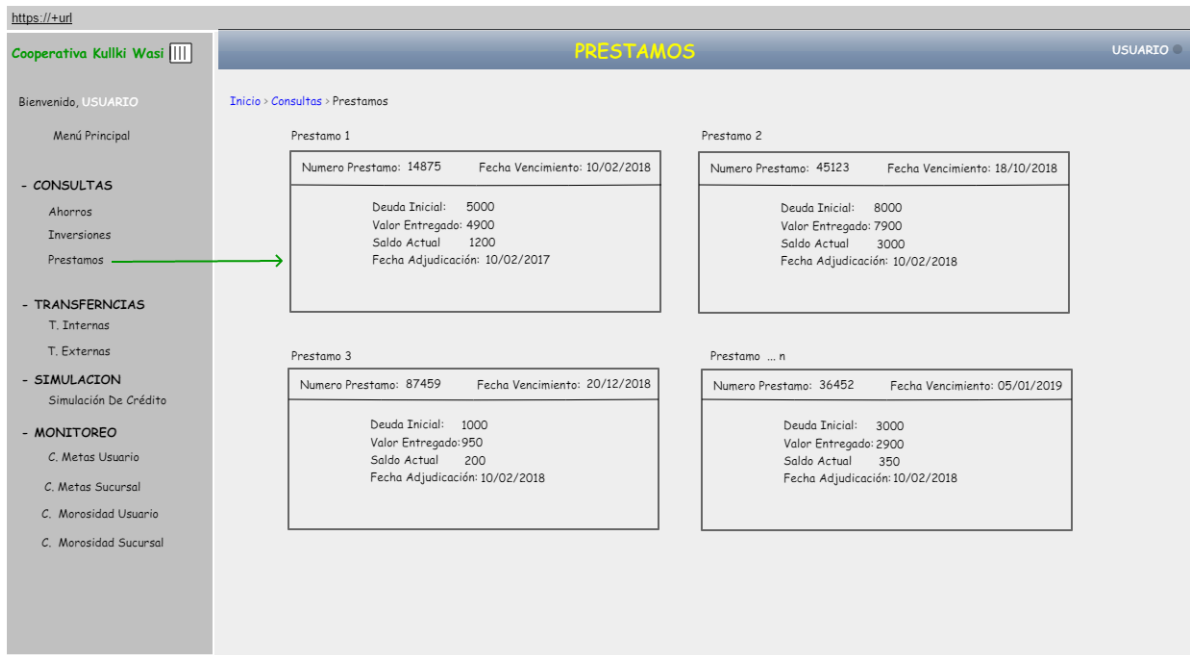 https://+url
Cooperativa Kullki Wasi
PRESTAMOS
USUARIO
Bienvenido, USUARIO
Menú Principal
- CONSULTAS
Ahorros
Inversiones
Prestamos
- TRANSFERNCIAS
T. Internas
T. Externas
- SIMULACION
Simulación De Crédito
- MONITOREO
C. Metas Usuario
C. Metas Sucursal
C. Morosidad Usuario
C. Morosidad Sucursal
Inicio > Consultas > Prestamos
Prestamo 1
Numero Prestamo: 14875 Fecha Vencimiento: 10/02/2018
Deuda Inicial: 5000
Valor Entregado: 4900
Saldo Actual 1200
Fecha Adjudicación: 10/02/2017
Prestamo 2
Numero Prestamo: 45123 Fecha Vencimiento: 18/10/2018
Deuda Inicial: 8000
Valor Entregado: 7900
Saldo Actual 3000
Fecha Adjudicación: 10/02/2018
Prestamo 3
Numero Prestamo: 87459 Fecha Vencimiento: 20/12/2018
Deuda Inicial: 1000
Valor Entregado:950
Saldo Actual 200
Fecha Adjudicación: 10/02/2018
Prestamo ... n
Numero Prestamo: 36452 Fecha Vencimiento: 05/01/2019
Deuda Inicial: 3000
Valor Entregado: 2900
Saldo Actual 350
Fecha Adjudicación: 10/02/2018